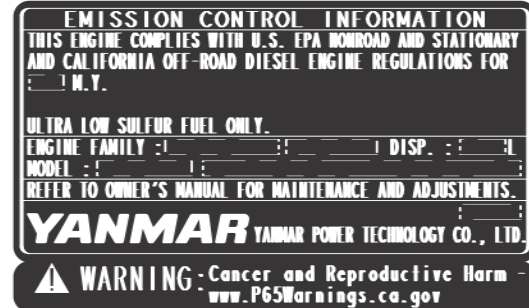 EMISSION CONTROL INFORMATION
THIS ENGINE COMPLIES WITH U.S. EPA NONROAD AND STATIONARY
AND CALIFORNIA OFF-ROAD DIESEL ENGINE REGULATIONS FOR
M.Y.
ULTRA LOW SULFUR FUEL ONLY.
ENGINE FAMILY : DISP. : L
MODEL :
REFER TO OWNER'S MANUAL FOR MAINTENANCE AND ADJUSTMENTS.
YANMAR YANMAR POWER TECHNOLOGY CO., LTD.
WARNING:Cancer and Reproductive Harm -
www.P65Warnings.ca.gov